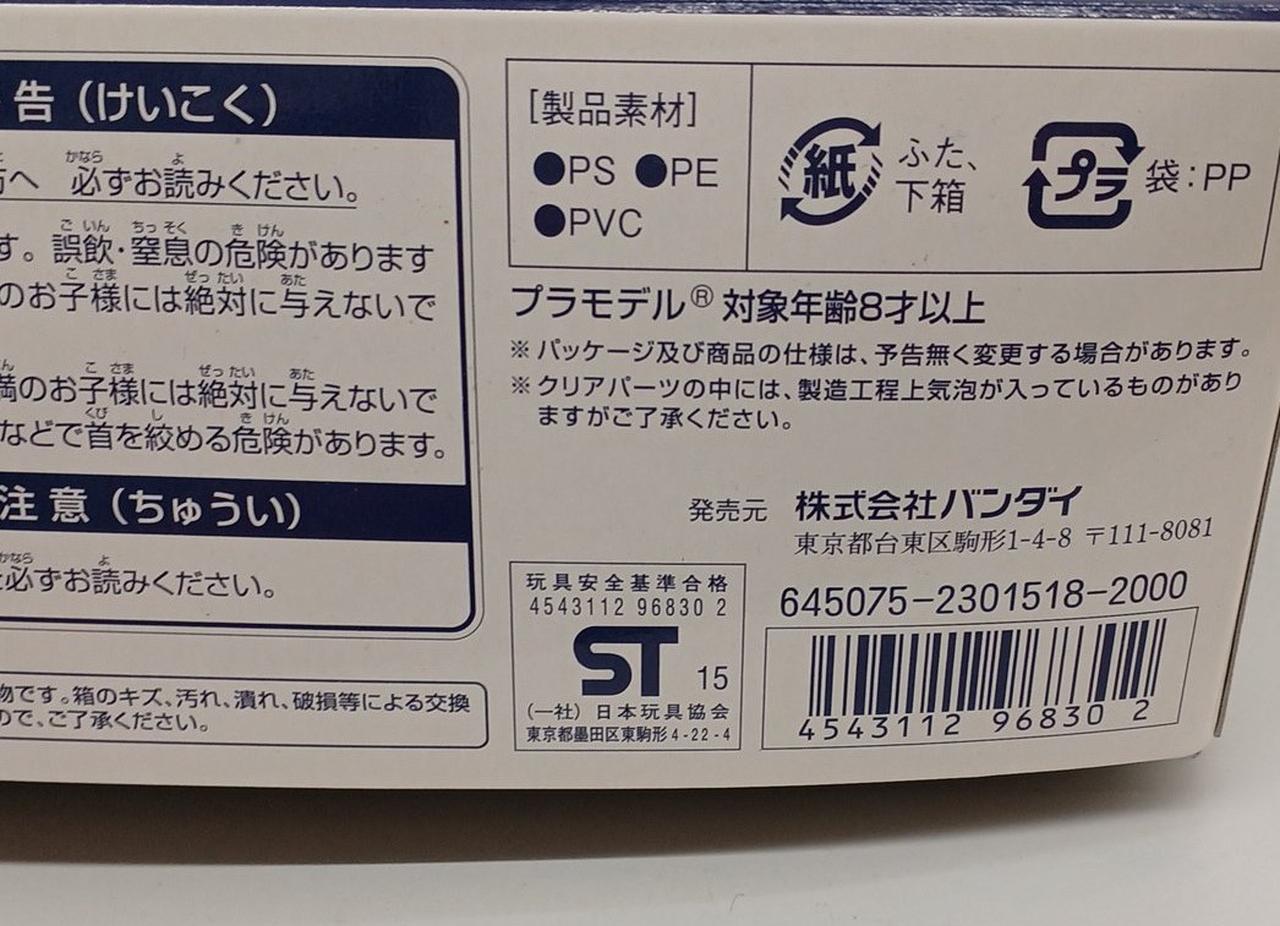 告（けいこく）
へ 必ずお読みください。
す。誤飲・窒息の危険があります
のお子様には絶対に与えないで
満のお子様には絶対に与えないで
などで首を絞める危険があります。
注意（ちゅうい）
必ずお読みください。
物です。箱のキズ、汚れ、潰れ、破損等による交換
ので、ご了承ください。
[製品素材]
●PS ●PE
●PVC
紙 ふた、
下箱
プラ 袋：PP
プラモデル® 対象年齢8才以上
※パッケージ及び商品の仕様は、予告無く変更する場合があります。
※クリアパーツの中には、製造工程上気泡が入っているものがあり
ますがご了承ください。
発売元 株式会社バンダイ
東京都台東区駒形1-4-8 〒111-8081
玩具安全基準合格
4543112 96830 2
ST 15
（一社）日本玩具協会
東京都墨田区東駒形4-22-4
645075-2301518-2000
4543112 96830 2